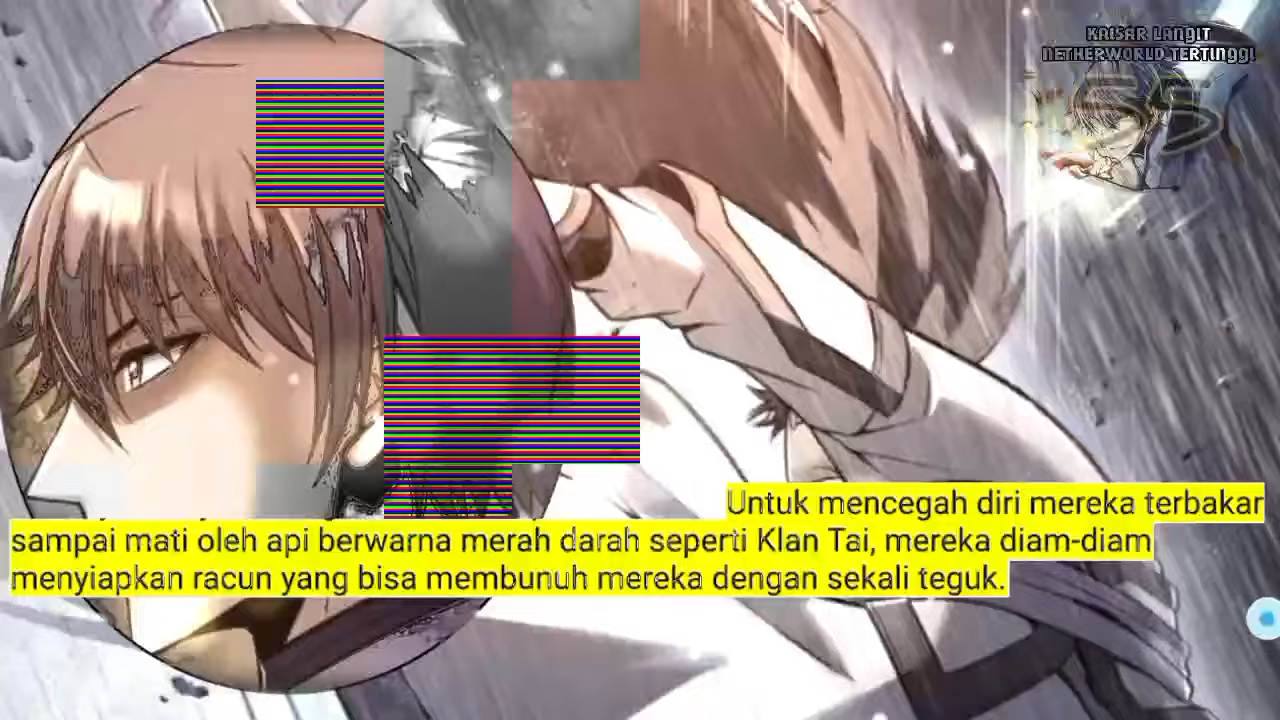 KAISAR LANGIT
NETHERWORLD TERTINGGI
Untuk mencegah diri mereka terbakar
sampai mati oleh api berwarna merah darah seperti Klan Tai, mereka diam-diam
menyiapkan racun yang bisa membunuh mereka dengan sekali teguk.